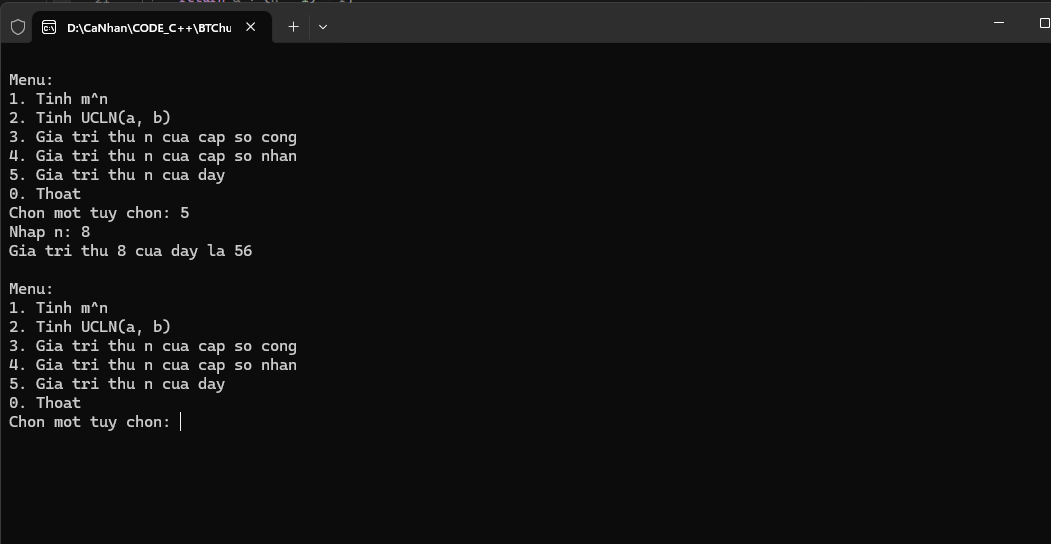 D:\CaNhan\CODE_C++\BTChu
Menu:
1. Tinh m^n
2. Tinh UCLN(a, b)
3. Gia tri thu n cua cap so cong
4. Gia tri thu n cua cap so nhan
5. Gia tri thu n cua day
0. Thoat
Chon mot tuy chon: 5
Nhap n: 8
Gia tri thu 8 cua day la 56
Menu:
1. Tinh m^n
2. Tinh UCLN(a, b)
3. Gia tri thu n cua cap so cong
4. Gia tri thu n cua cap so nhan
5. Gia tri thu n cua day
0. Thoat
Chon mot tuy chon: